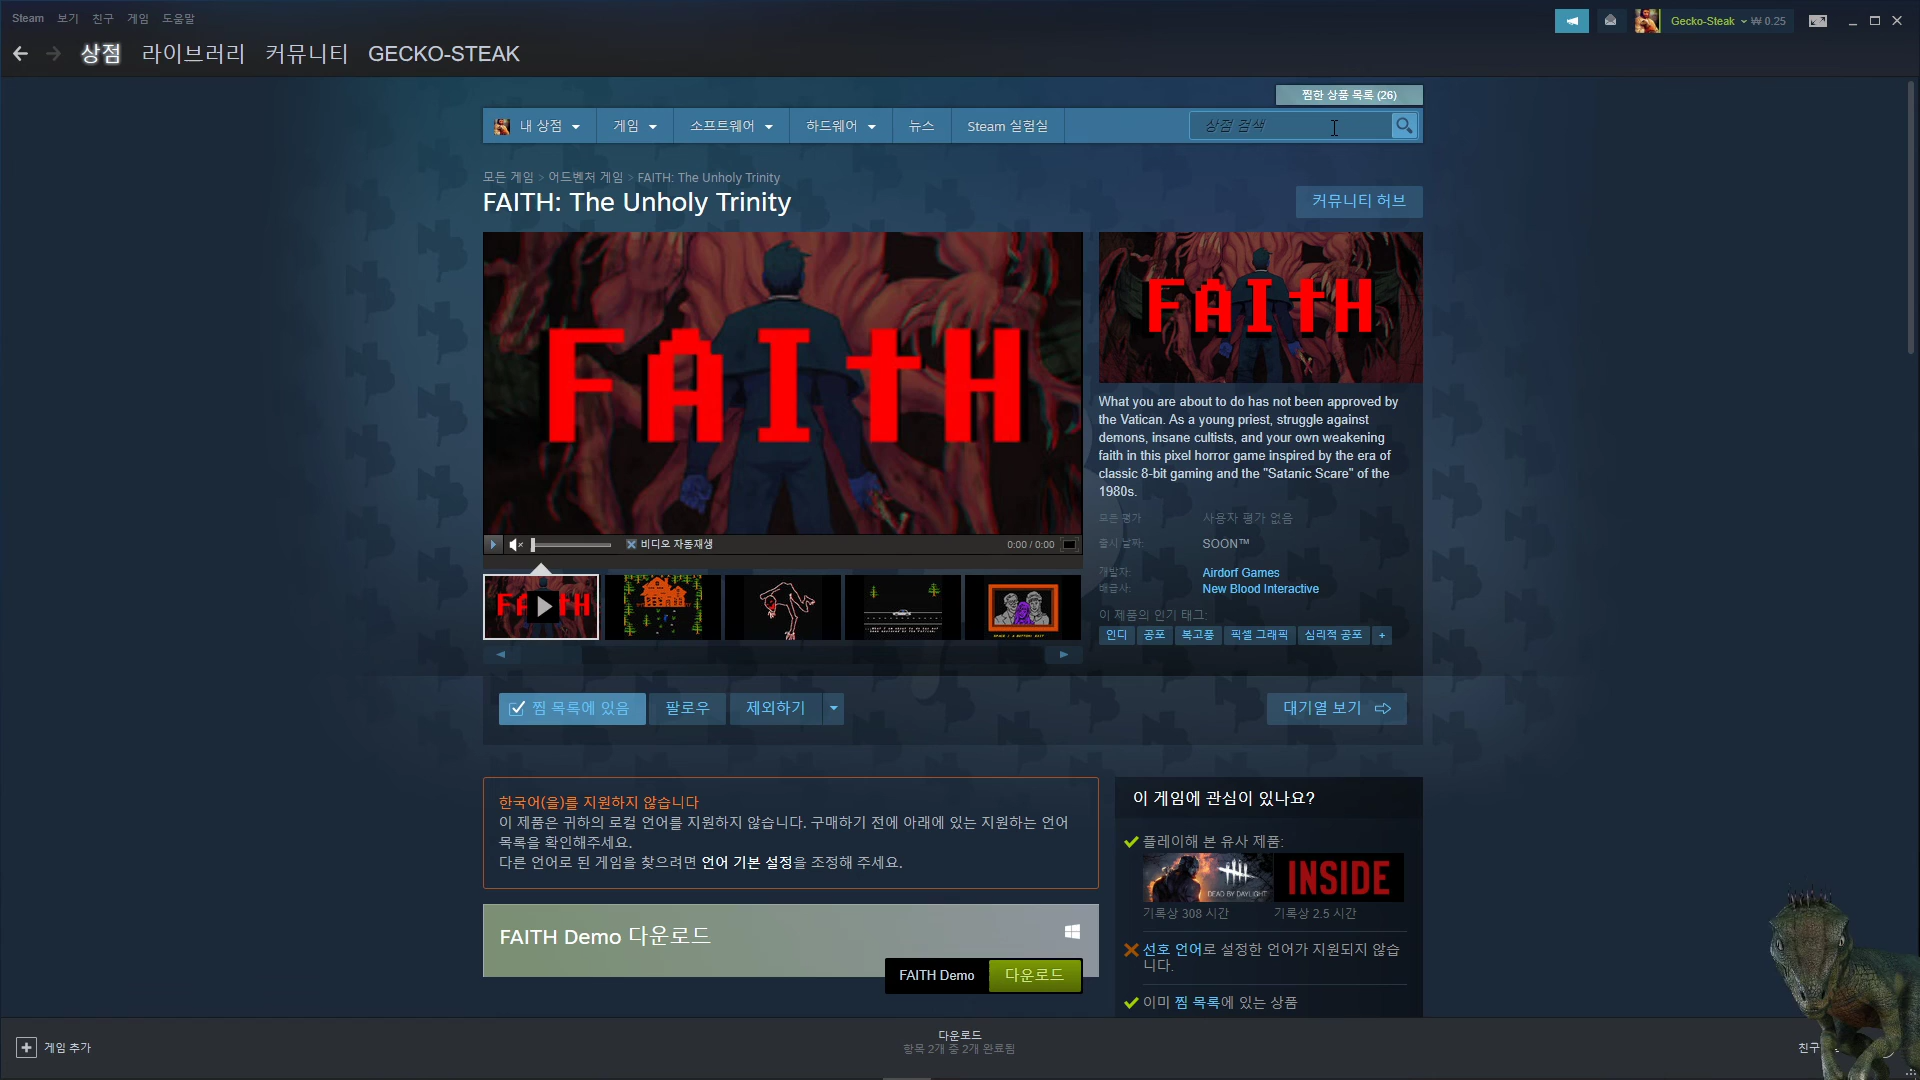 Steam 보기 친구 게임 도움말
Gecko-Steak ₩ 0.25
상점 라이브러리 커뮤니티 GECKO-STEAK
찜한 상품 목록 (26)
내 상점 게임 소프트웨어 하드웨어 뉴스 Steam 실험실 상점 검색
모든 게임 > 어드벤처 게임 > FAITH: The Unholy Trinity
FAITH: The Unholy Trinity
커뮤니티 허브
FAITH
FAITH
What you are about to do has not been approved by
the Vatican. As a young priest, struggle against
demons, insane cultists, and your own weakening
faith in this pixel horror game inspired by the era of
classic 8-bit gaming and the "Satanic Scare" of the
1980s.
모든 평가: 사용자 평가 없음
출시 날짜: SOON™
개발자: Airdorf Games
배급사: New Blood Interactive
이 제품의 인기 태그:
인디 공포 복고풍 픽셀 그래픽 심리적 공포 +
비디오 자동재생 0:00 / 0:00
찜 목록에 있음 팔로우 제외하기 대기열 보기
한국어(을)를 지원하지 않습니다
이 제품은 귀하의 로컬 언어를 지원하지 않습니다. 구매하기 전에 아래에 있는 지원하는 언어
목록을 확인해주세요.
다른 언어로 된 게임을 찾으려면 언어 기본 설정을 조정해 주세요.
FAITH Demo 다운로드
FAITH Demo 다운로드
이 게임에 관심이 있나요?
플레이해 본 유사 제품:
DEAD BY DAYLIGHT INSIDE
기록상 308 시간 기록상 2.5 시간
선호 언어로 설정한 언어가 지원되지 않습
니다.
이미 찜 목록에 있는 상품
게임 추가
다운로드
항목 2개 중 2개 완료됨
친구